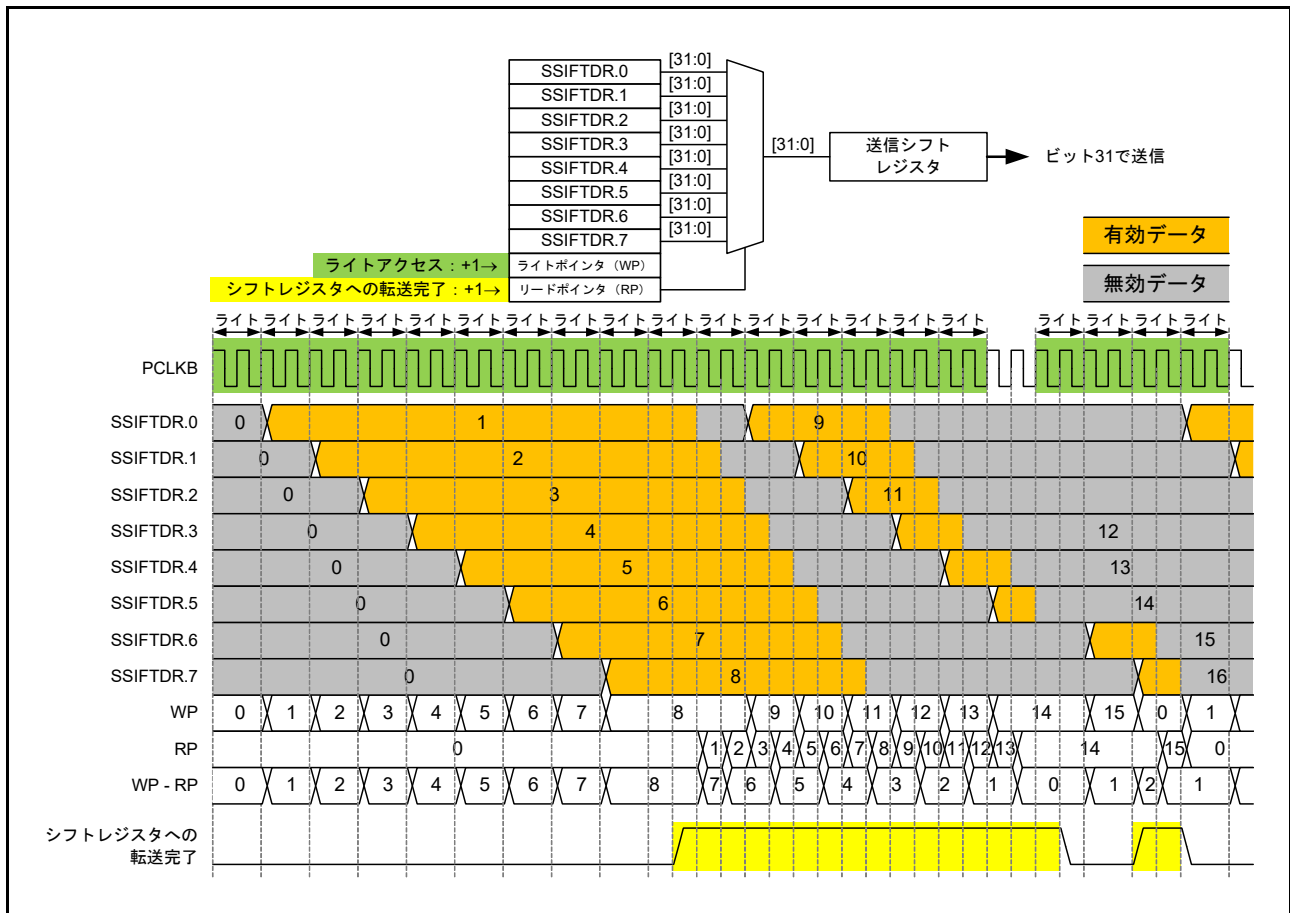 SSIFTDR.0 [31:0]
SSIFTDR.1 [31:0]
SSIFTDR.2 [31:0]
SSIFTDR.3 [31:0]
SSIFTDR.4 [31:0]
SSIFTDR.5 [31:0]
SSIFTDR.6 [31:0]
SSIFTDR.7 [31:0]
[31:0]
送信シフト
レジスタ
ビット31で送信
有効データ
無効データ
ライトアクセス:+1→ ライトポインタ(WP)
シフトレジスタへの転送完了:+1→ リードポインタ(RP)
ライト ライト ライト ライト ライト ライト ライト ライト ライト ライト ライト ライト ライト ライト ライト ライト ライト ライト ライト ライト
PCLKB
SSIFTDR.0 0 1 9
SSIFTDR.1 0 2 10
SSIFTDR.2 0 3 11
SSIFTDR.3 0 4 12
SSIFTDR.4 0 5 13
SSIFTDR.5 0 6 14
SSIFTDR.6 0 7 15
SSIFTDR.7 0 8 16
WP 0 1 2 3 4 5 6 7 8 9 10 11 12 13 14 15 0 1
RP 0 1 2 3 4 5 6 7 8 9 10 11 12 13 14 15 0
WP - RP 0 1 2 3 4 5 6 7 8 7 6 5 4 3 2 1 0 1 2 1
シフトレジスタへの
転送完了